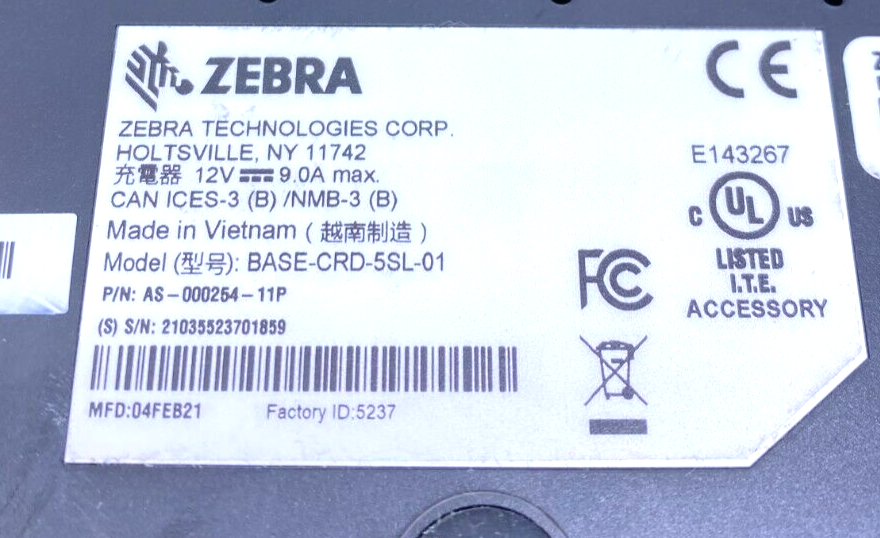 ZEBRA
ZEBRA TECHNOLOGIES CORP.
HOLTSVILLE, NY 11742
充電器 12V⎓ 9.0A max.
CAN ICES-3 (B) /NMB-3 (B)
Made in Vietnam ( 越南制造 )
Model (型号): BASE-CRD-5SL-01
P/N: AS-000254-11P
(S) S/N: 21035523701859
MFD:04FEB21 Factory ID:5237
CE
E143267
C UL US
LISTED
I.T.E.
ACCESSORY
FC